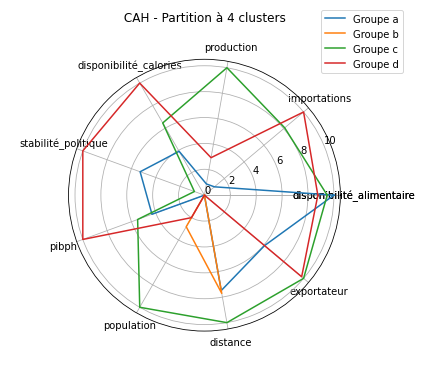 CAH - Partition à 4 clusters
Groupe a
Groupe b
Groupe c
Groupe d
production
disponibilité_calories
importations
stabilité_politique
0
2
4
6
8
10
disponibilité_alimentaire
pibph
exportateur
population
distance